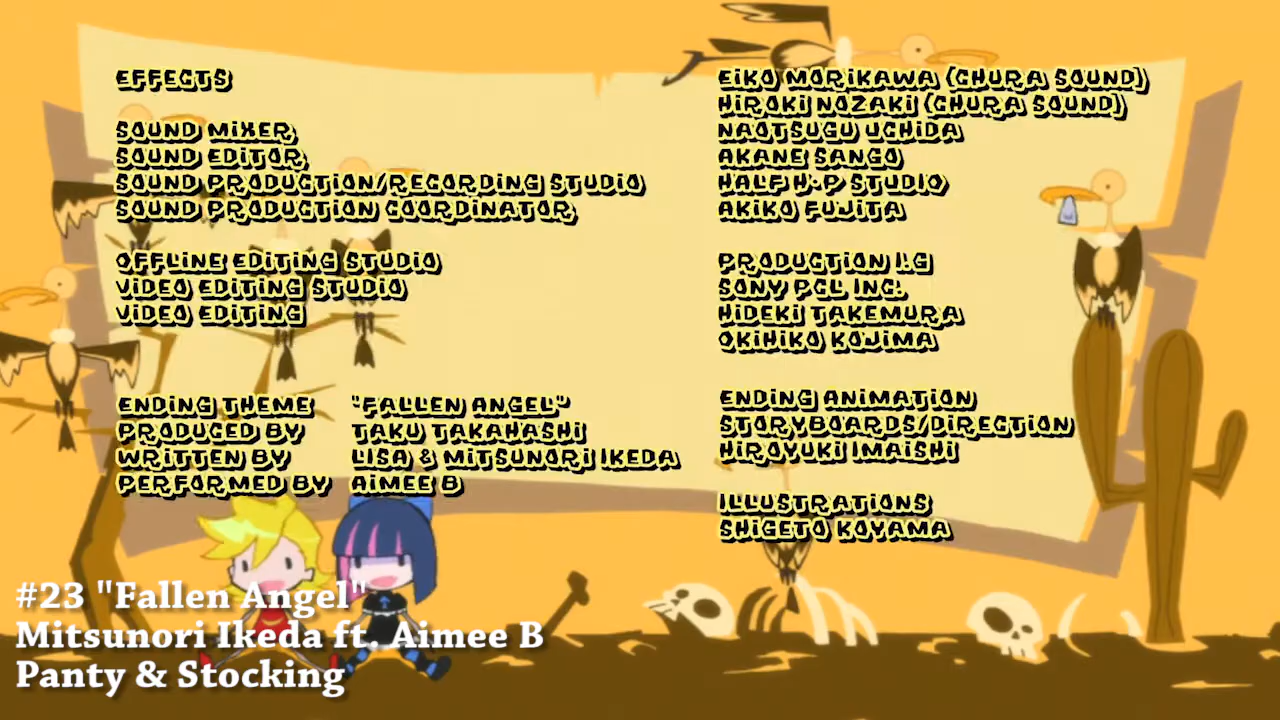 EFFECTS
SOUND MIXER
SOUND EDITOR
SOUND PRODUCTION/RECORDING STUDIO
SOUND PRODUCTION COORDINATOR
OFFLINE EDITING STUDIO
VIDEO EDITING STUDIO
VIDEO EDITING
ENDING THEME "FALLEN ANGEL"
PRODUCED BY TAKU TAKAHASHI
WRITTEN BY LISA & MITSUNORI IKEDA
PERFORMED BY AIMEE B
EIKO MORIKAWA (CHURA SOUND)
HIROKI NOZAKI (CHURA SOUND)
NAOTSUGU UCHIDA
AKANE SANGO
HALF H·P STUDIO
AKIKO FUJITA
PRODUCTION I.G
SONY PCL INC.
HIDEKI TAKEMURA
OKIHIKO KOJIMA
ENDING ANIMATION
STORYBOARDS/DIRECTION
HIROYUKI IMAISHI
ILLUSTRATIONS
SHIGETO KOYAMA
#23 "Fallen Angel"
Mitsunori Ikeda ft. Aimee B
Panty & Stocking